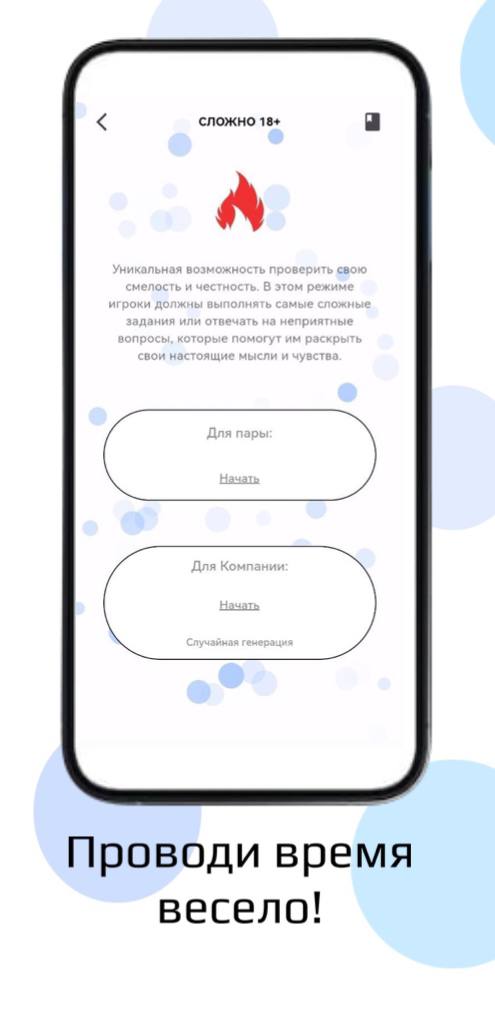 СЛОЖНО 18+
Уникальная возможность проверить свою
смелость и честность. В этом режиме
игроки должны выполнять самые сложные
задания или отвечать на неприятные
вопросы, которые помогут им раскрыть
свои настоящие мысли и чувства.
Для пары:
Начать
Для Компании:
Начать
Случайная генерация
Проводи время
весело!